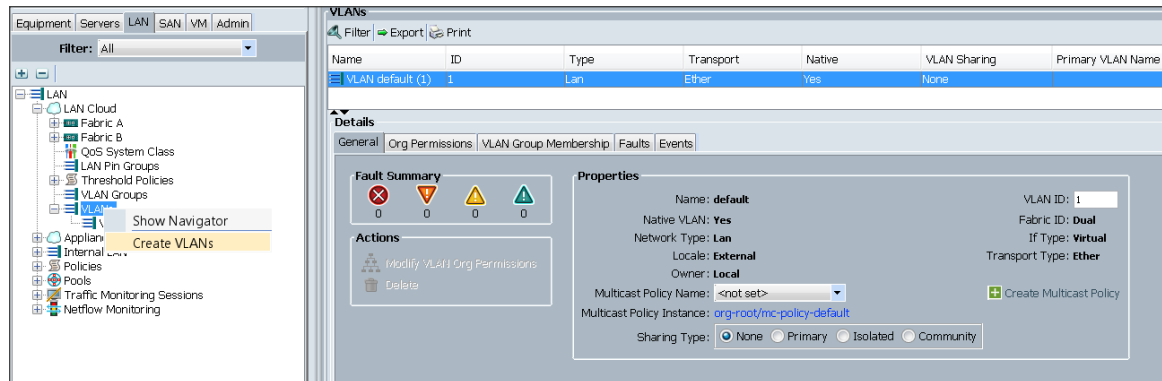 Equipment Servers LAN SAN VM Admin
Filter: All
LAN
LAN Cloud
Fabric A
Fabric B
QoS System Class
LAN Pin Groups
Threshold Policies
VLAN Groups
VLANs
Show Navigator
Create VLANs
Internal LAN
Policies
Pools
Traffic Monitoring Sessions
Netflow Monitoring
VLANs
Filter Export Print
Name ID Type Transport Native VLAN Sharing Primary VLAN Name
VLAN default (1) 1 Lan Ether Yes None
Details
General Org Permissions VLAN Group Membership Faults Events
Fault Summary
0 0 0 0
Actions
Modify VLAN Org Permissions
Delete
Properties
Name: default VLAN ID: 1
Native VLAN: Yes Fabric ID: Dual
Network Type: Lan If Type: Virtual
Locale: External Transport Type: Ether
Owner: Local
Multicast Policy Name: <not set> Create Multicast Policy
Multicast Policy Instance: org-root/mc-policy-default
Sharing Type: None Primary Isolated Community